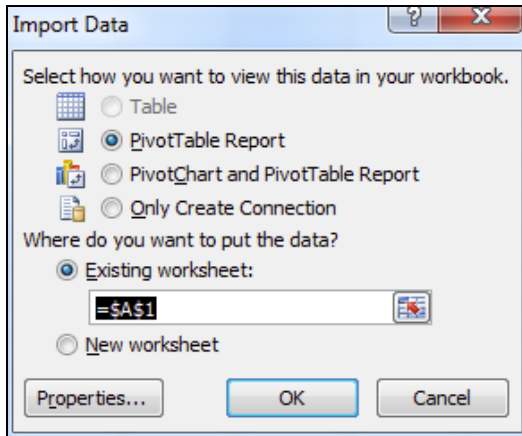 Import Data
?
X
Select how you want to view this data in your workbook.
Table
PivotTable Report
PivotChart and PivotTable Report
Only Create Connection
Where do you want to put the data?
Existing worksheet:
=$A$1
New worksheet
Properties... OK Cancel